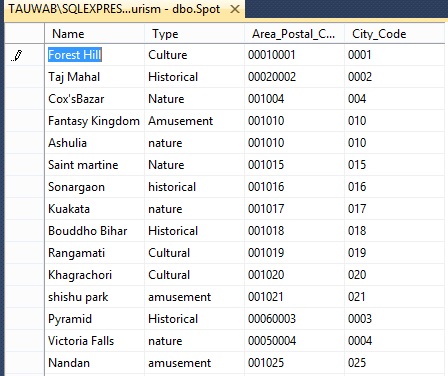 TAUWAB\SQLEXPRES...urism - dbo.Spot
Name Type Area_Postal_C... City_Code
Forest Hill Culture 00010001 0001
Taj Mahal Historical 00020002 0002
Cox'sBazar Nature 001004 004
Fantasy Kingdom Amusement 001010 010
Ashulia nature 001010 010
Saint martine Nature 001015 015
Sonargaon historical 001016 016
Kuakata nature 001017 017
Bouddho Bihar Historical 001018 018
Rangamati Cultural 001019 019
Khagrachori Cultural 001020 020
shishu park amusement 001021 021
Pyramid Historical 00060003 0003
Victoria Falls nature 00050004 0004
Nandan amusement 001025 025